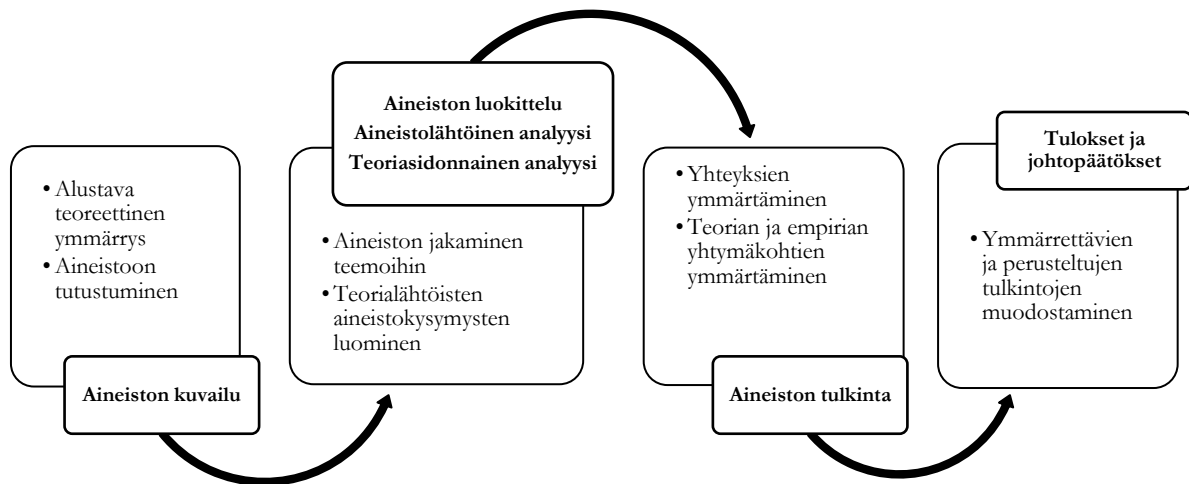 • Alustava
teoreettinen
ymmärrys
• Aineistoon
tutustuminen
Aineiston kuvailu
Aineiston luokittelu
Aineistolähtöinen analyysi
Teoriasidonnainen analyysi
• Aineiston jakaminen
teemoihin
• Teorialähtöisten
aineistokysymysten
luominen
• Yhteyksien
ymmärtäminen
• Teorian ja empirian
yhtymäkohtien
ymmärtäminen
Aineiston tulkinta
Tulokset ja
johtopäätökset
• Ymmärrettävien
ja perusteltujen
tulkintojen
muodostaminen